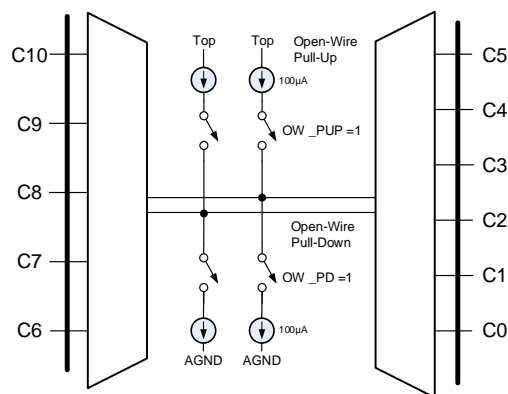 C10
C9
C8
C7
C6
Top
Top
Open-Wire
Pull-Up
100µA
OW _PUP =1
Open-Wire
Pull-Down
OW _PD =1
100µA
AGND
AGND
C5
C4
C3
C2
C1
C0